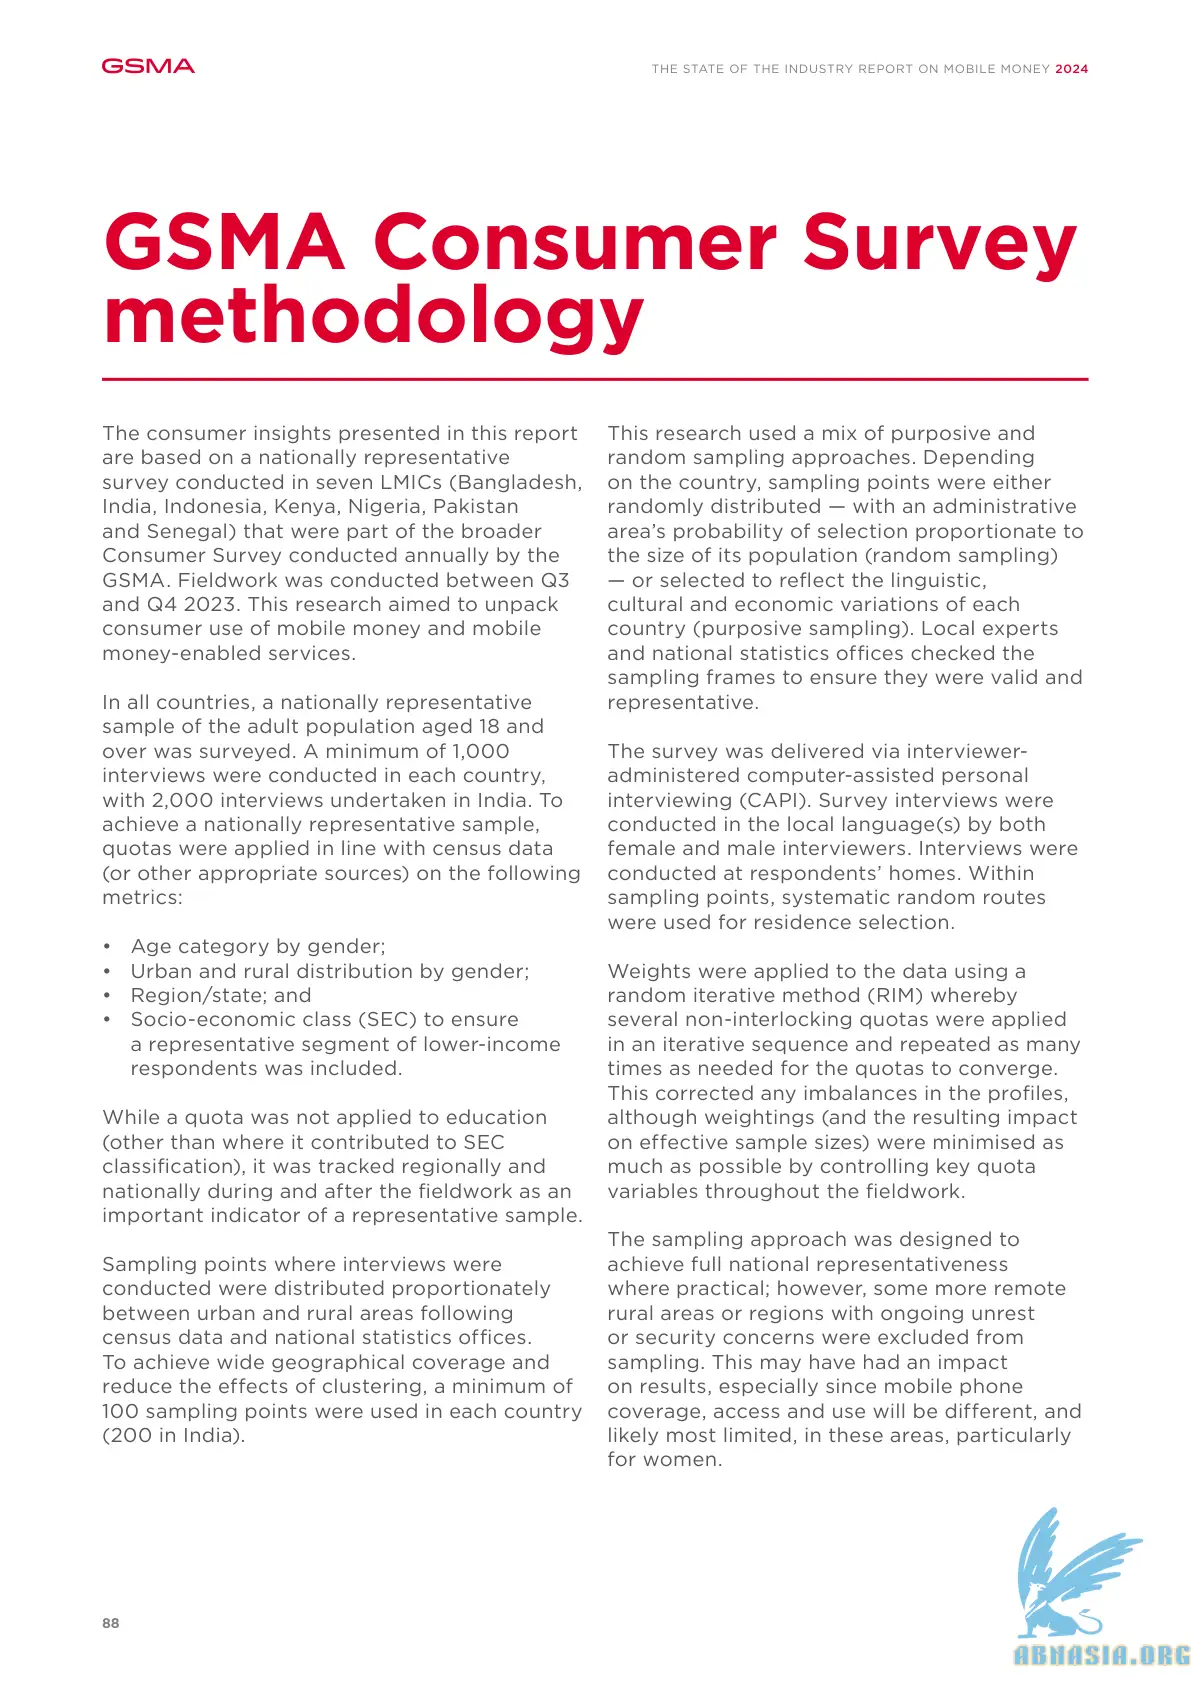 GSMA
THE STATE OF THE INDUSTRY REPORT ON MOBILE MONEY 2024
GSMA Consumer Survey
methodology
The consumer insights presented in this report
are based on a nationally representative
survey conducted in seven LMICs (Bangladesh,
India, Indonesia, Kenya, Nigeria, Pakistan
and Senegal) that were part of the broader
Consumer Survey conducted annually by the
GSMA. Fieldwork was conducted between Q3
and Q4 2023. This research aimed to unpack
consumer use of mobile money and mobile
money-enabled services.
In all countries, a nationally representative
sample of the adult population aged 18 and
over was surveyed. A minimum of 1,000
interviews were conducted in each country,
with 2,000 interviews undertaken in India. To
achieve a nationally representative sample,
quotas were applied in line with census data
(or other appropriate sources) on the following
metrics:
• Age category by gender;
• Urban and rural distribution by gender;
• Region/state; and
• Socio-economic class (SEC) to ensure
a representative segment of lower-income
respondents was included.
While a quota was not applied to education
(other than where it contributed to SEC
classification), it was tracked regionally and
nationally during and after the fieldwork as an
important indicator of a representative sample.
Sampling points where interviews were
conducted were distributed proportionately
between urban and rural areas following
census data and national statistics offices.
To achieve wide geographical coverage and
reduce the effects of clustering, a minimum of
100 sampling points were used in each country
(200 in India).
This research used a mix of purposive and
random sampling approaches. Depending
on the country, sampling points were either
randomly distributed — with an administrative
area’s probability of selection proportionate to
the size of its population (random sampling)
— or selected to reflect the linguistic,
cultural and economic variations of each
country (purposive sampling). Local experts
and national statistics offices checked the
sampling frames to ensure they were valid and
representative.
The survey was delivered via interviewer-
administered computer-assisted personal
interviewing (CAPI). Survey interviews were
conducted in the local language(s) by both
female and male interviewers. Interviews were
conducted at respondents’ homes. Within
sampling points, systematic random routes
were used for residence selection.
Weights were applied to the data using a
random iterative method (RIM) whereby
several non-interlocking quotas were applied
in an iterative sequence and repeated as many
times as needed for the quotas to converge.
This corrected any imbalances in the profiles,
although weightings (and the resulting impact
on effective sample sizes) were minimised as
much as possible by controlling key quota
variables throughout the fieldwork.
The sampling approach was designed to
achieve full national representativeness
where practical; however, some more remote
rural areas or regions with ongoing unrest
or security concerns were excluded from
sampling. This may have had an impact
on results, especially since mobile phone
coverage, access and use will be different, and
likely most limited, in these areas, particularly
for women.
88
ABNASIA.ORG